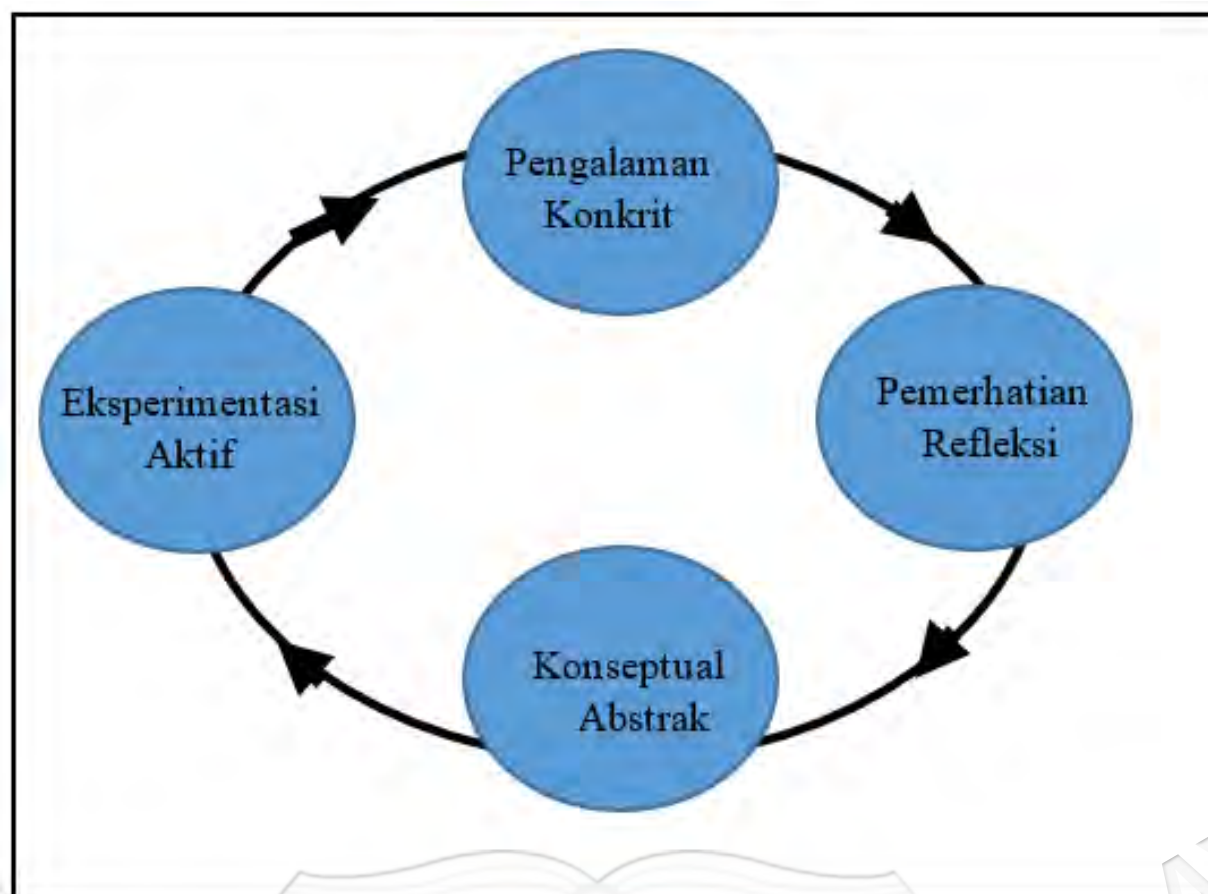 Pengalaman
Konkrit
Pemerhatian
Refleksi
Konseptual
Abstrak
Eksperimentasi
Aktif